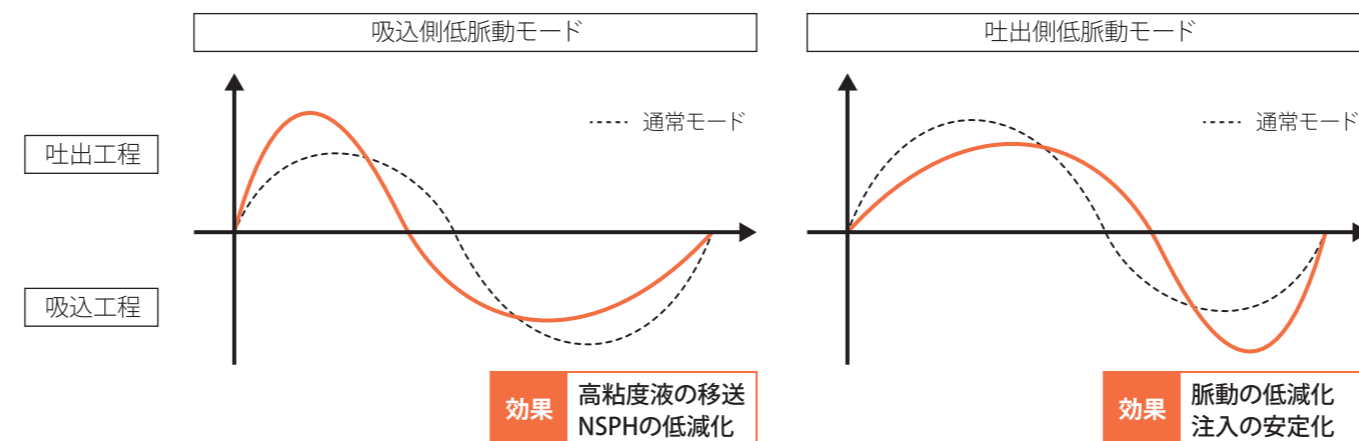 吸込側低脈動モード
吐出側低脈動モード
通常モード
通常モード
吐出工程
吸込工程
効果
高粘度液の移送
NSPHの低減化
効果
脈動の低減化
注入の安定化